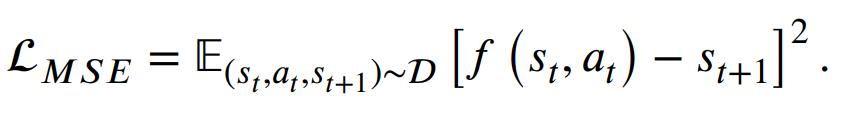 ℒ_{MSE} = 𝔼_{(s_t,a_t,s_{t+1})∼𝒟} [f (s_t, a_t) − s_{t+1}]^2 .